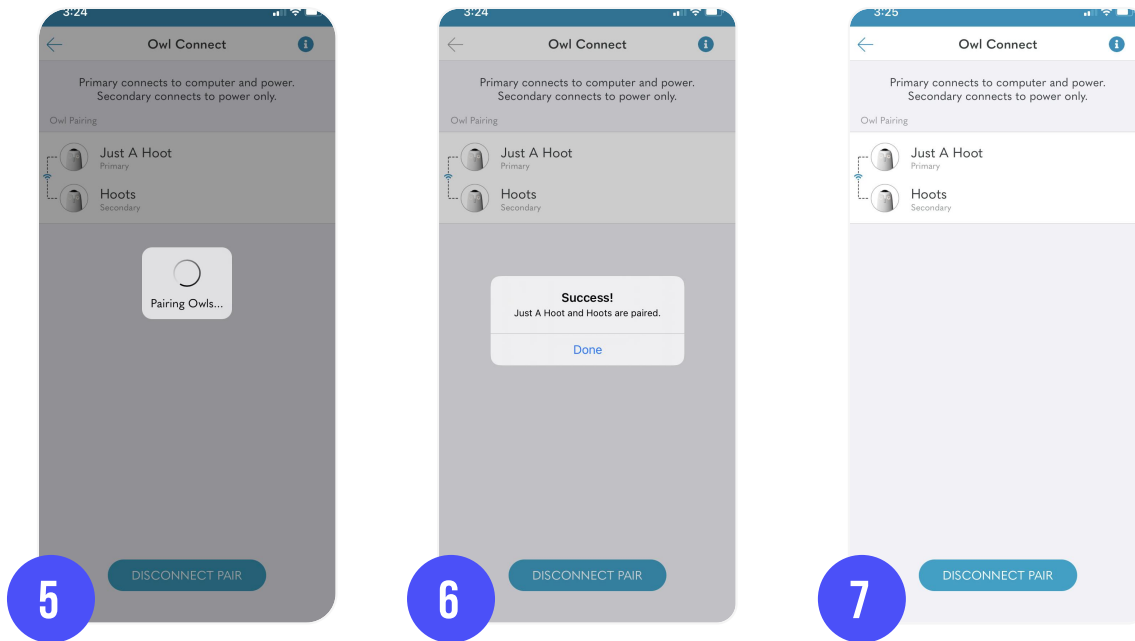 3:24
Owl Connect
Primary connects to computer and power.
Secondary connects to power only.
Owl Pairing
Just A Hoot
Primary
Hoots
Secondary
Pairing Owls...
DISCONNECT PAIR
5
3:24
Owl Connect
Primary connects to computer and power.
Secondary connects to power only.
Owl Pairing
Just A Hoot
Primary
Hoots
Secondary
Success!
Just A Hoot and Hoots are paired.
Done
DISCONNECT PAIR
6
3:25
Owl Connect
Primary connects to computer and power.
Secondary connects to power only.
Owl Pairing
Just A Hoot
Primary
Hoots
Secondary
DISCONNECT PAIR
7